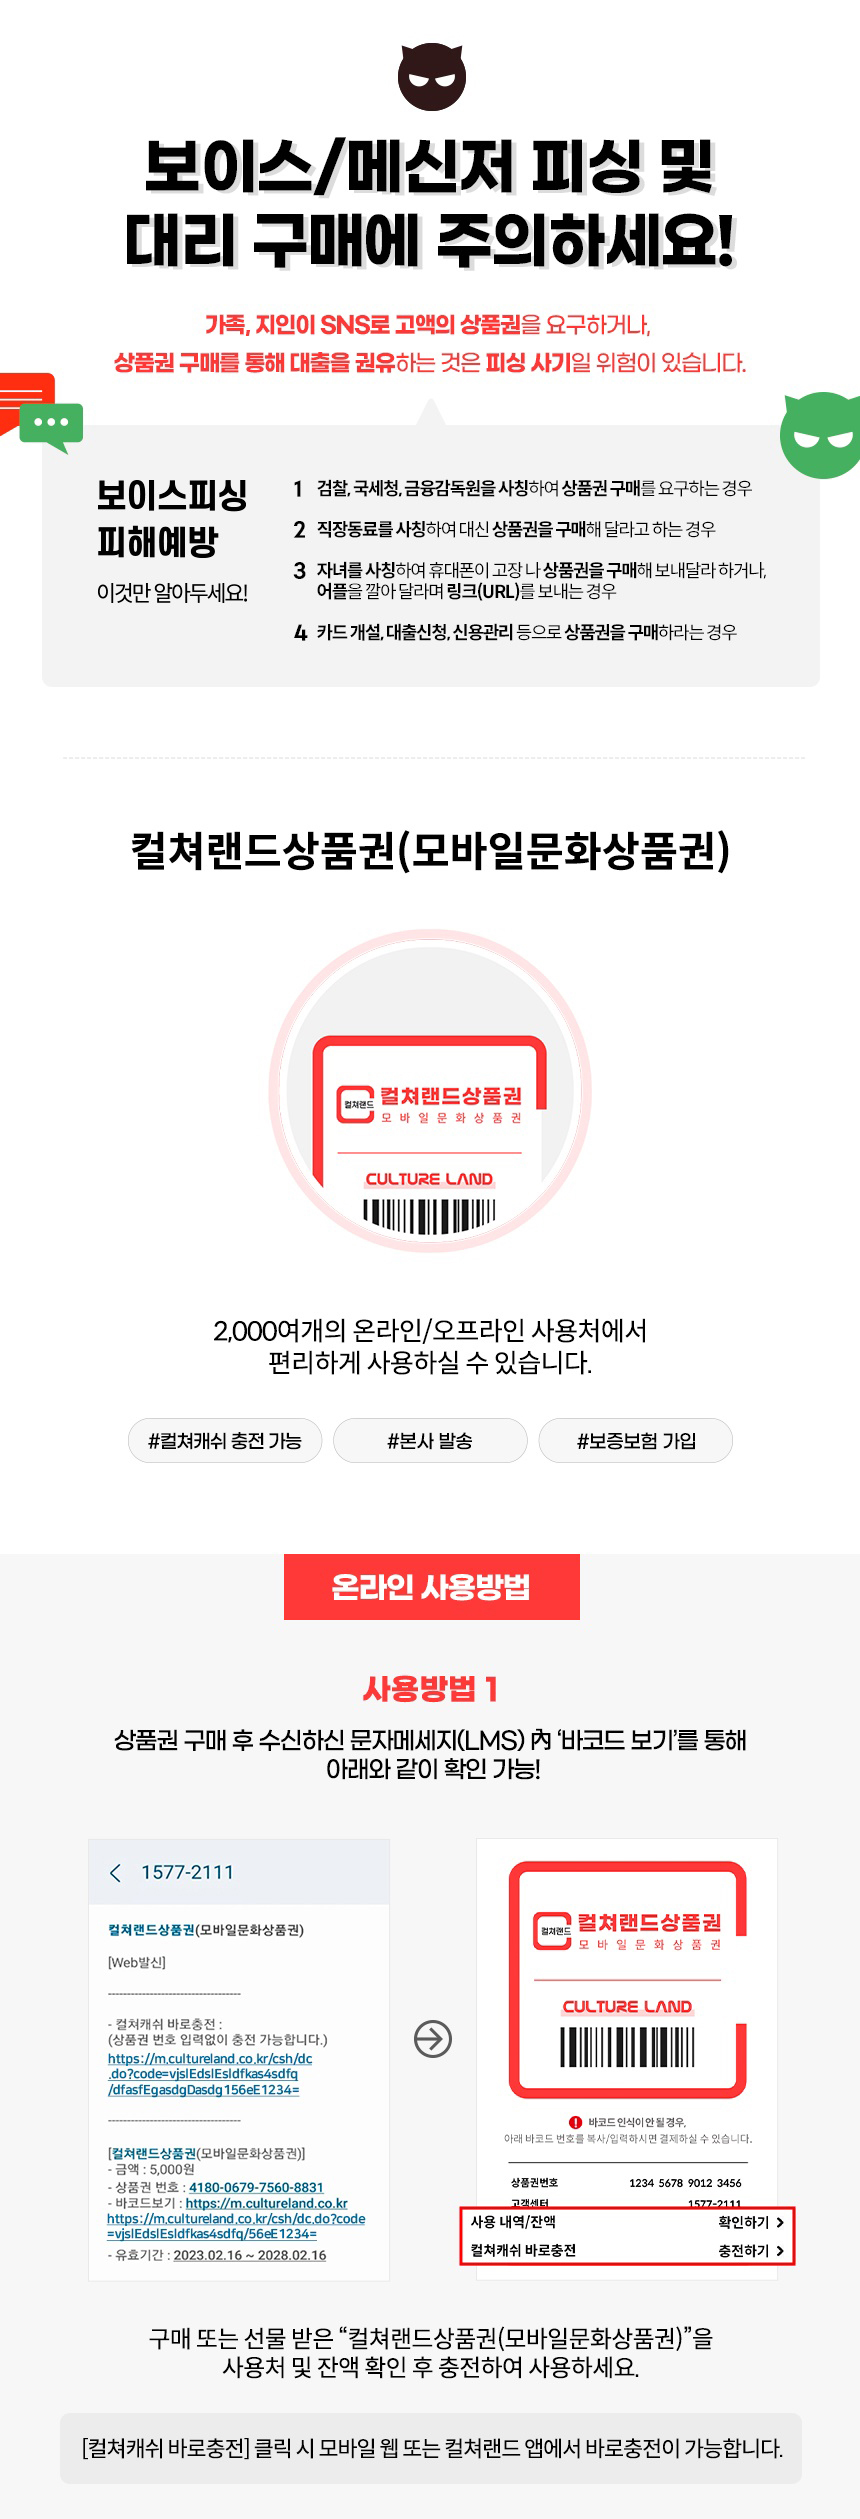 보이스/메신저 피싱 및
대리 구매에 주의하세요!
가족, 지인이 SNS로 고액의 상품권을 요구하거나,
상품권 구매를 통해 대출을 권유하는 것은 피싱 사기일 위험이 있습니다.
보이스피싱
피해예방
이것만 알아두세요!
1 검찰, 국세청, 금융감독원을 사칭하여 상품권 구매를 요구하는 경우
2 직장동료를 사칭하여 대신 상품권을 구매해 달라고 하는 경우
3 자녀를 사칭하여 휴대폰이 고장 나 상품권을 구매해 보내달라 하거나,
어플을 깔아 달라며 링크(URL)를 보내는 경우
4 카드 개설, 대출신청, 신용관리 등으로 상품권을 구매하라는 경우
컬쳐랜드상품권(모바일문화상품권)
컬쳐랜드 컬쳐랜드상품권
모바일문화상품권
CULTURE LAND
2,000여개의 온라인/오프라인 사용처에서
편리하게 사용하실 수 있습니다.
#컬쳐캐쉬 충전 가능 #본사 발송 #보증보험 가입
온라인 사용방법
사용방법 1
상품권 구매 후 수신하신 문자메세지(LMS) 內 ‘바코드 보기’를 통해
아래와 같이 확인 가능!
1577-2111
컬쳐랜드상품권(모바일문화상품권)
[Web발신]
-----------------------------------
- 컬쳐캐쉬 바로충전 :
(상품권 번호 입력없이 충전 가능합니다.)
https://m.cultureland.co.kr/csh/dc
.do?code=vjslEdslEsldfkas4sdfq
/dfasfEgasdgDasdg156eE1234=
-----------------------------------
[컬쳐랜드상품권(모바일문화상품권)]
- 금액 : 5,000원
- 상품권 번호 : 4180-0679-7560-8831
- 바코드보기 : https://m.cultureland.co.kr
https://m.cultureland.co.kr/csh/dc.do?code
=vjslEdslEsldfkas4sdfq/56eE1234=
- 유효기간 : 2023.02.16 ~ 2028.02.16
컬쳐랜드 컬쳐랜드상품권
모바일문화상품권
CULTURE LAND
! 바코드 인식이 안 될 경우,
아래 바코드 번호를 복사/입력하시면 결제하실 수 있습니다.
상품권번호 1234 5678 9012 3456
고객센터 1577-2111
사용 내역/잔액 확인하기 >
컬쳐캐쉬 바로충전 충전하기 >
구매 또는 선물 받은 “컬쳐랜드상품권(모바일문화상품권)”을
사용처 및 잔액 확인 후 충전하여 사용하세요.
[컬쳐캐쉬 바로충전] 클릭 시 모바일 웹 또는 컬쳐랜드 앱에서 바로충전이 가능합니다.